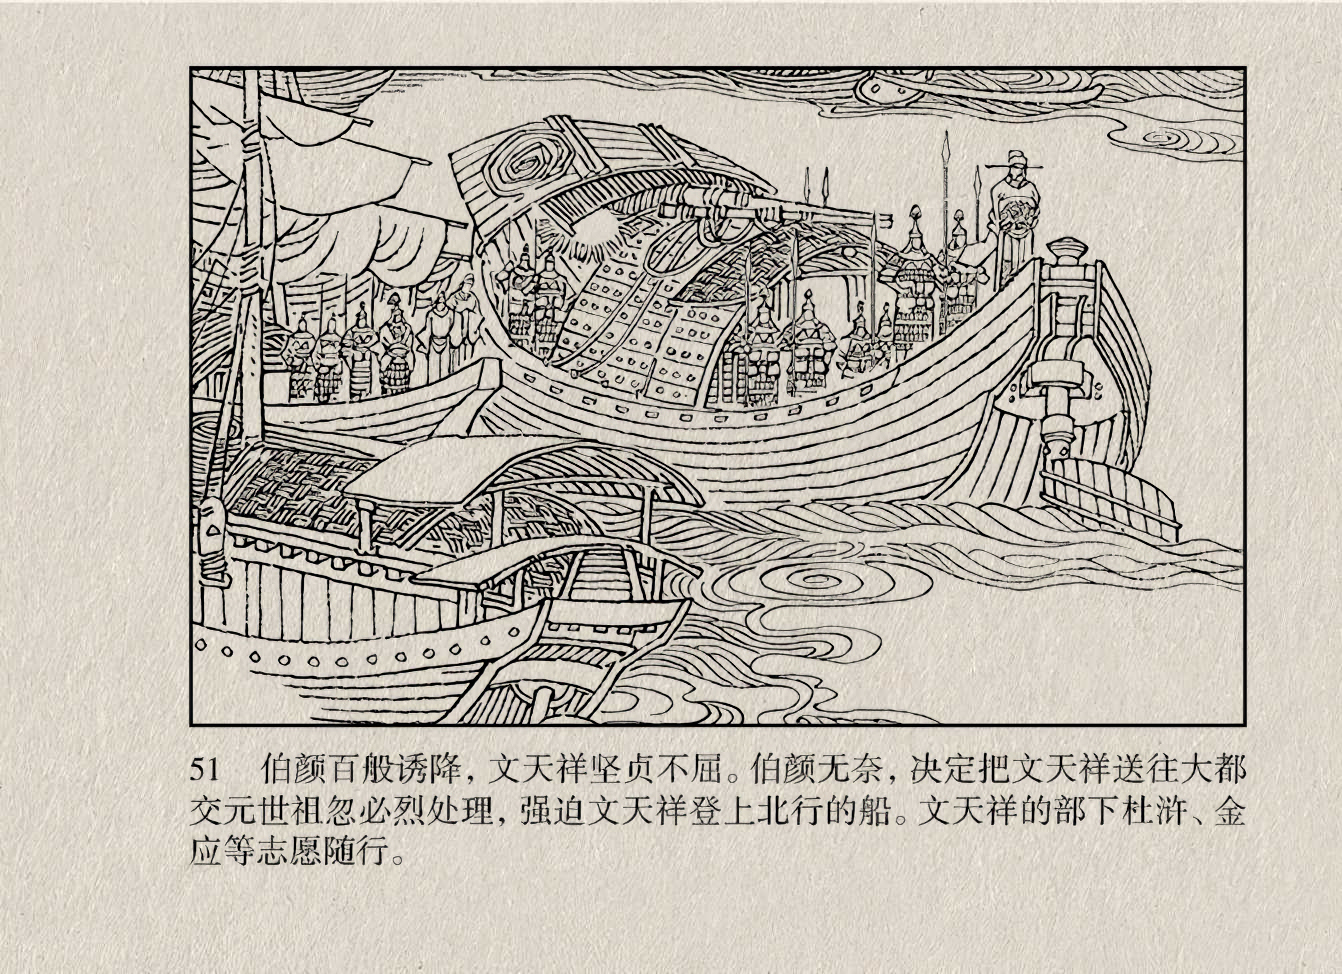 51 伯颜百般诱降，文天祥坚贞不屈。伯颜无奈，决定把文天祥送往大都
交元世祖忽必烈处理，强迫文天祥登上北行的船。文天祥的部下杜浒、金
应等志愿随行。